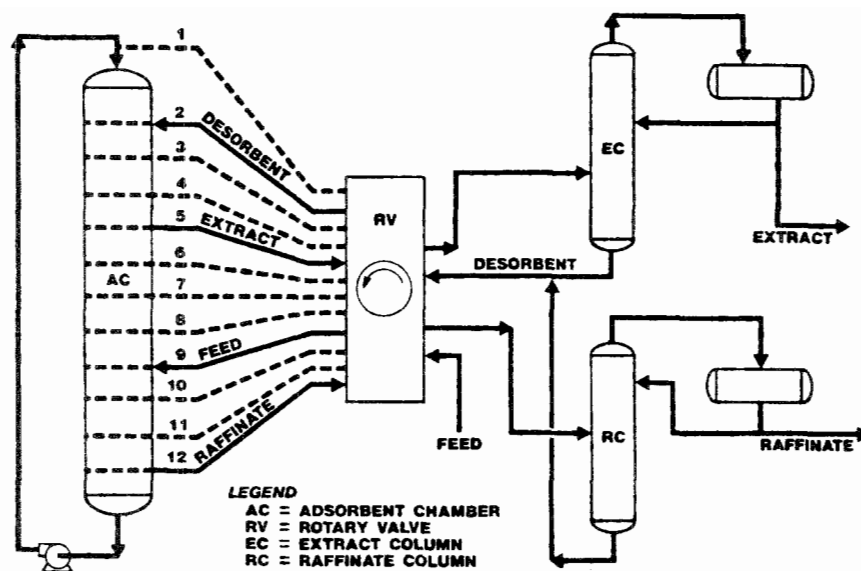 1
2
DESORBENT
3
4
5
EXTRACT
6
AC
7
8
9
FEED
10
11
12
RAFFINATE
RV
EC
EXTRACT
DESORBENT
FEED
RC
RAFFINATE
LEGEND
AC = ADSORBENT CHAMBER
RV = ROTARY VALVE
EC = EXTRACT COLUMN
RC = RAFFINATE COLUMN